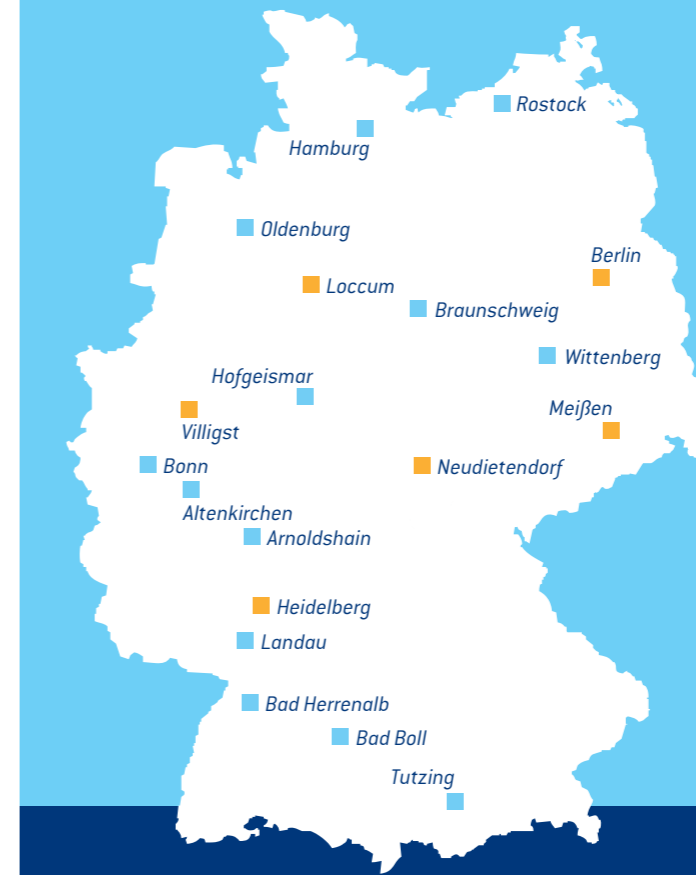 Rostock
Hamburg
Oldenburg
Berlin
Loccum
Braunschweig
Wittenberg
Hofgeismar
Meißen
Villigst
Bonn
Neudietendorf
Altenkirchen
Arnoldshain
Heidelberg
Landau
Bad Herrenalb
Bad Boll
Tutzing